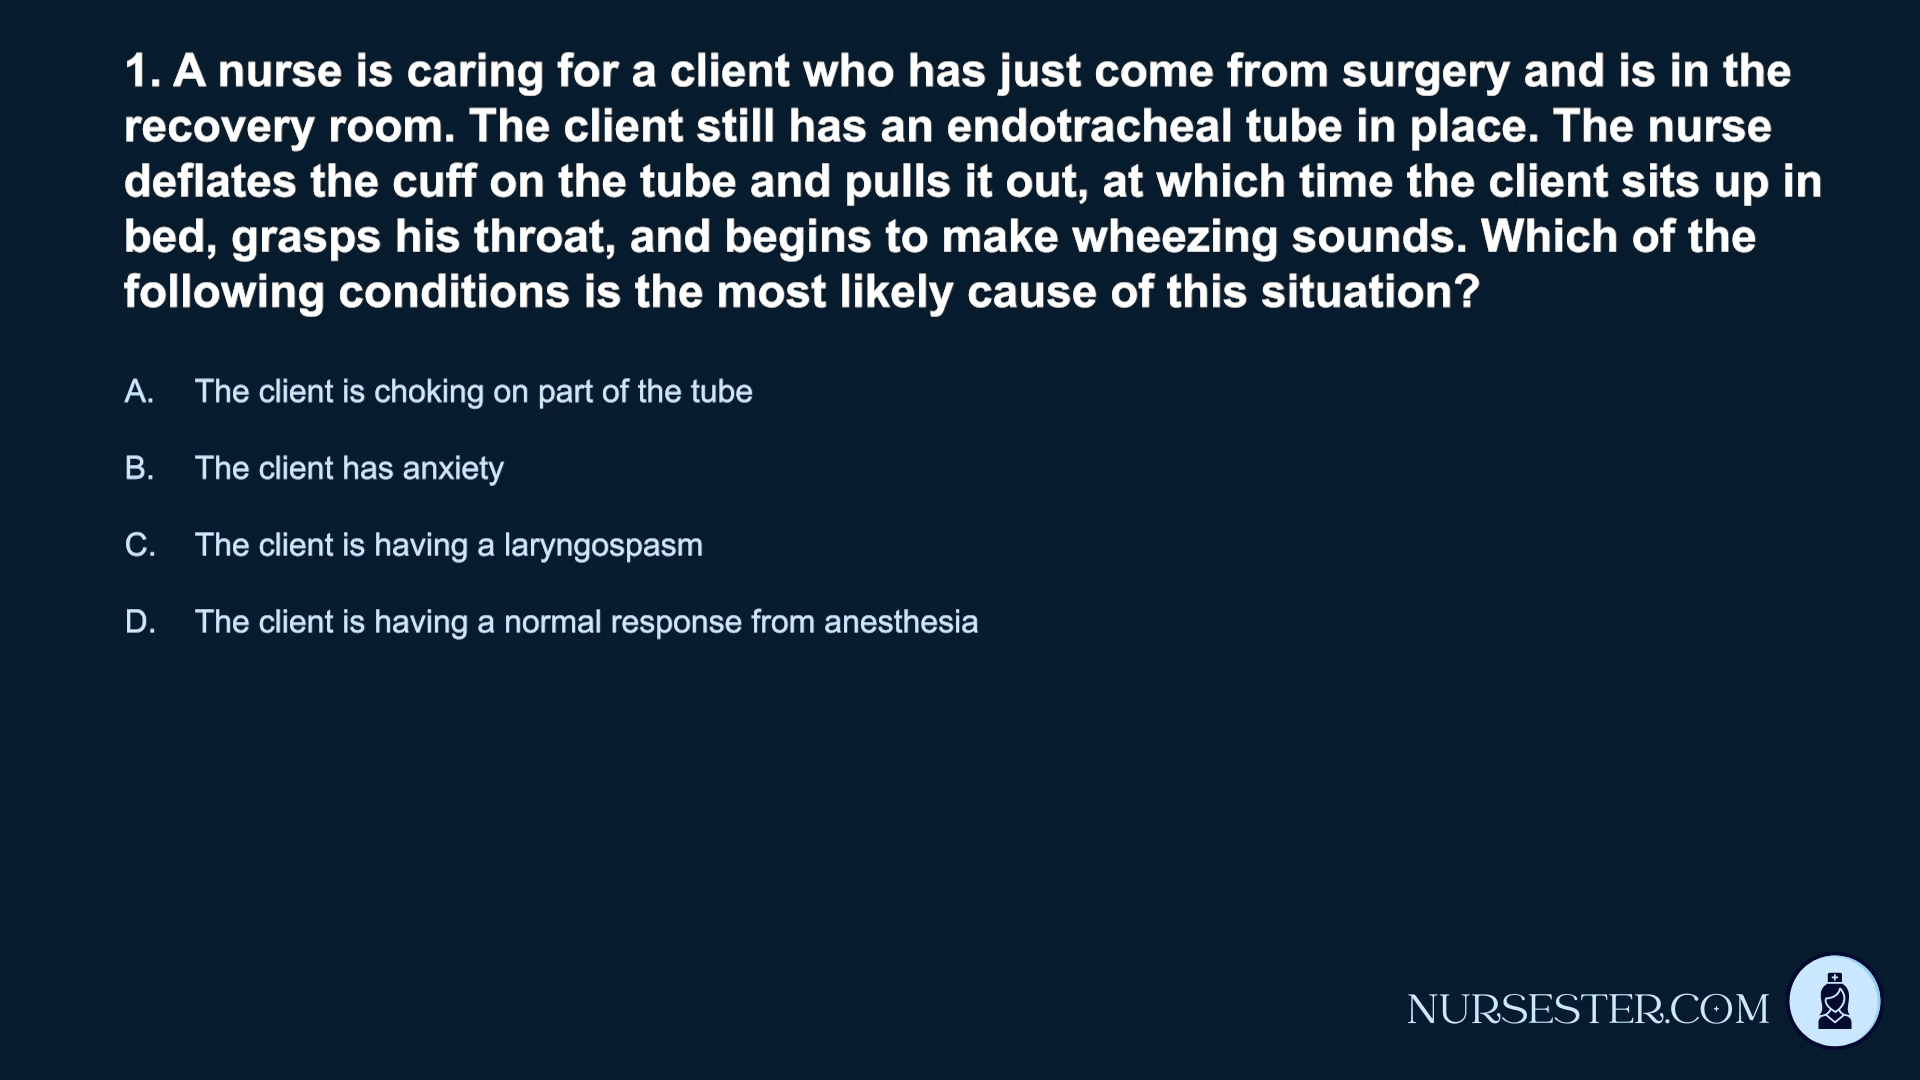 1. A nurse is caring for a client who has just come from surgery and is in the
recovery room. The client still has an endotracheal tube in place. The nurse
deflates the cuff on the tube and pulls it out, at which time the client sits up in
bed, grasps his throat, and begins to make wheezing sounds. Which of the
following conditions is the most likely cause of this situation?
A. The client is choking on part of the tube
B. The client has anxiety
C. The client is having a laryngospasm
D. The client is having a normal response from anesthesia
NURSESTER.COM